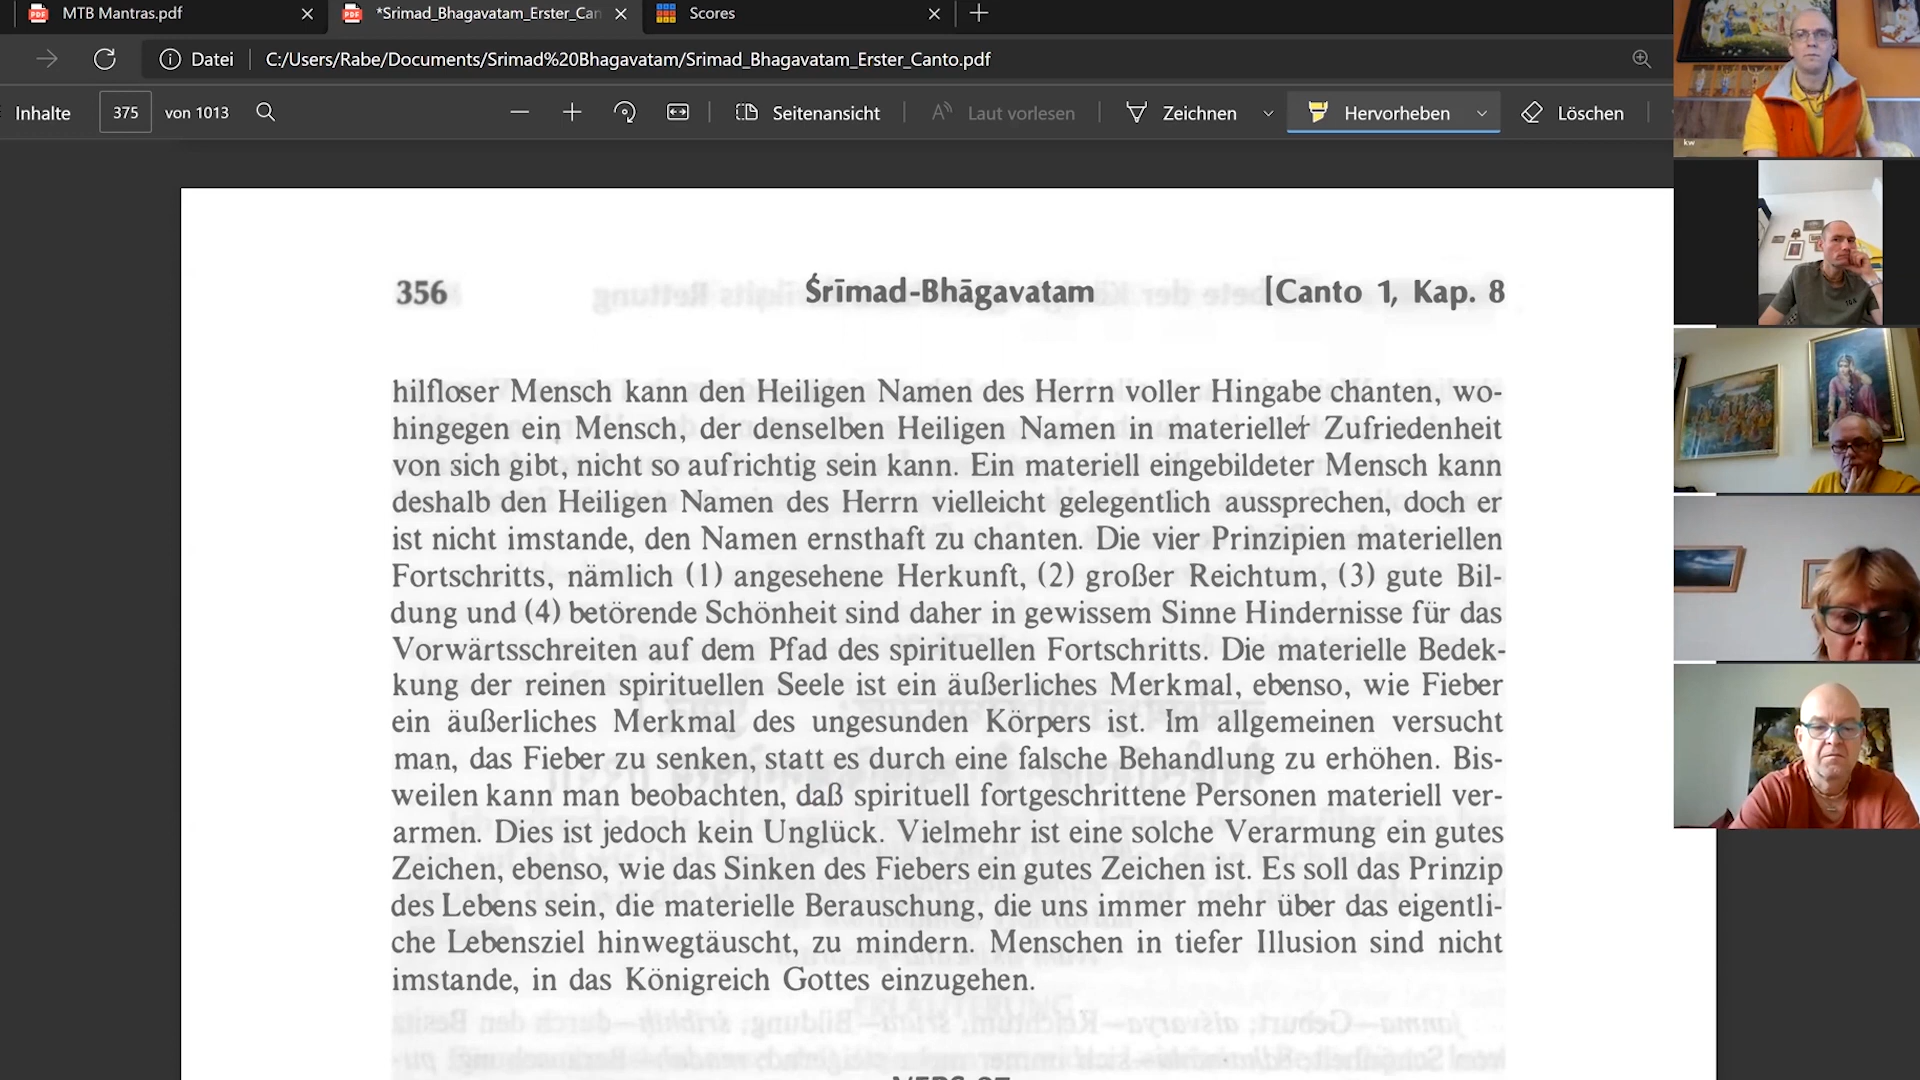 MTB Mantras.pdf
*Srimad_Bhagavatam_Erster_Can
Scores
Datei
C:/Users/Rabe/Documents/Srimad%20Bhagavatam/Srimad_Bhagavatam_Erster_Canto.pdf
Inhalte 375 von 1013 Seitenansicht Laut vorlesen Zeichnen Hervorheben Löschen
kw
356 Śrīmad-Bhāgavatam [Canto 1, Kap. 8
hilfloser Mensch kann den Heiligen Namen des Herrn voller Hingabe chanten, wo-
hingegen ein Mensch, der denselben Heiligen Namen in materieller Zufriedenheit
von sich gibt, nicht so aufrichtig sein kann. Ein materiell eingebildeter Mensch kann
deshalb den Heiligen Namen des Herrn vielleicht gelegentlich aussprechen, doch er
ist nicht imstande, den Namen ernsthaft zu chanten. Die vier Prinzipien materiellen
Fortschritts, nämlich (1) angesehene Herkunft, (2) großer Reichtum, (3) gute Bil-
dung und (4) betörende Schönheit sind daher in gewissem Sinne Hindernisse für das
Vorwärtsschreiten auf dem Pfad des spirituellen Fortschritts. Die materielle Bedek-
kung der reinen spirituellen Seele ist ein äußerliches Merkmal, ebenso, wie Fieber
ein äußerliches Merkmal des ungesunden Körpers ist. Im allgemeinen versucht
man, das Fieber zu senken, statt es durch eine falsche Behandlung zu erhöhen. Bis-
weilen kann man beobachten, daß spirituell fortgeschrittene Personen materiell ver-
armen. Dies ist jedoch kein Unglück. Vielmehr ist eine solche Verarmung ein gutes
Zeichen, ebenso, wie das Sinken des Fiebers ein gutes Zeichen ist. Es soll das Prinzip
des Lebens sein, die materielle Berauschung, die uns immer mehr über das eigentli-
che Lebensziel hinwegtäuscht, zu mindern. Menschen in tiefer Illusion sind nicht
imstande, in das Königreich Gottes einzugehen.